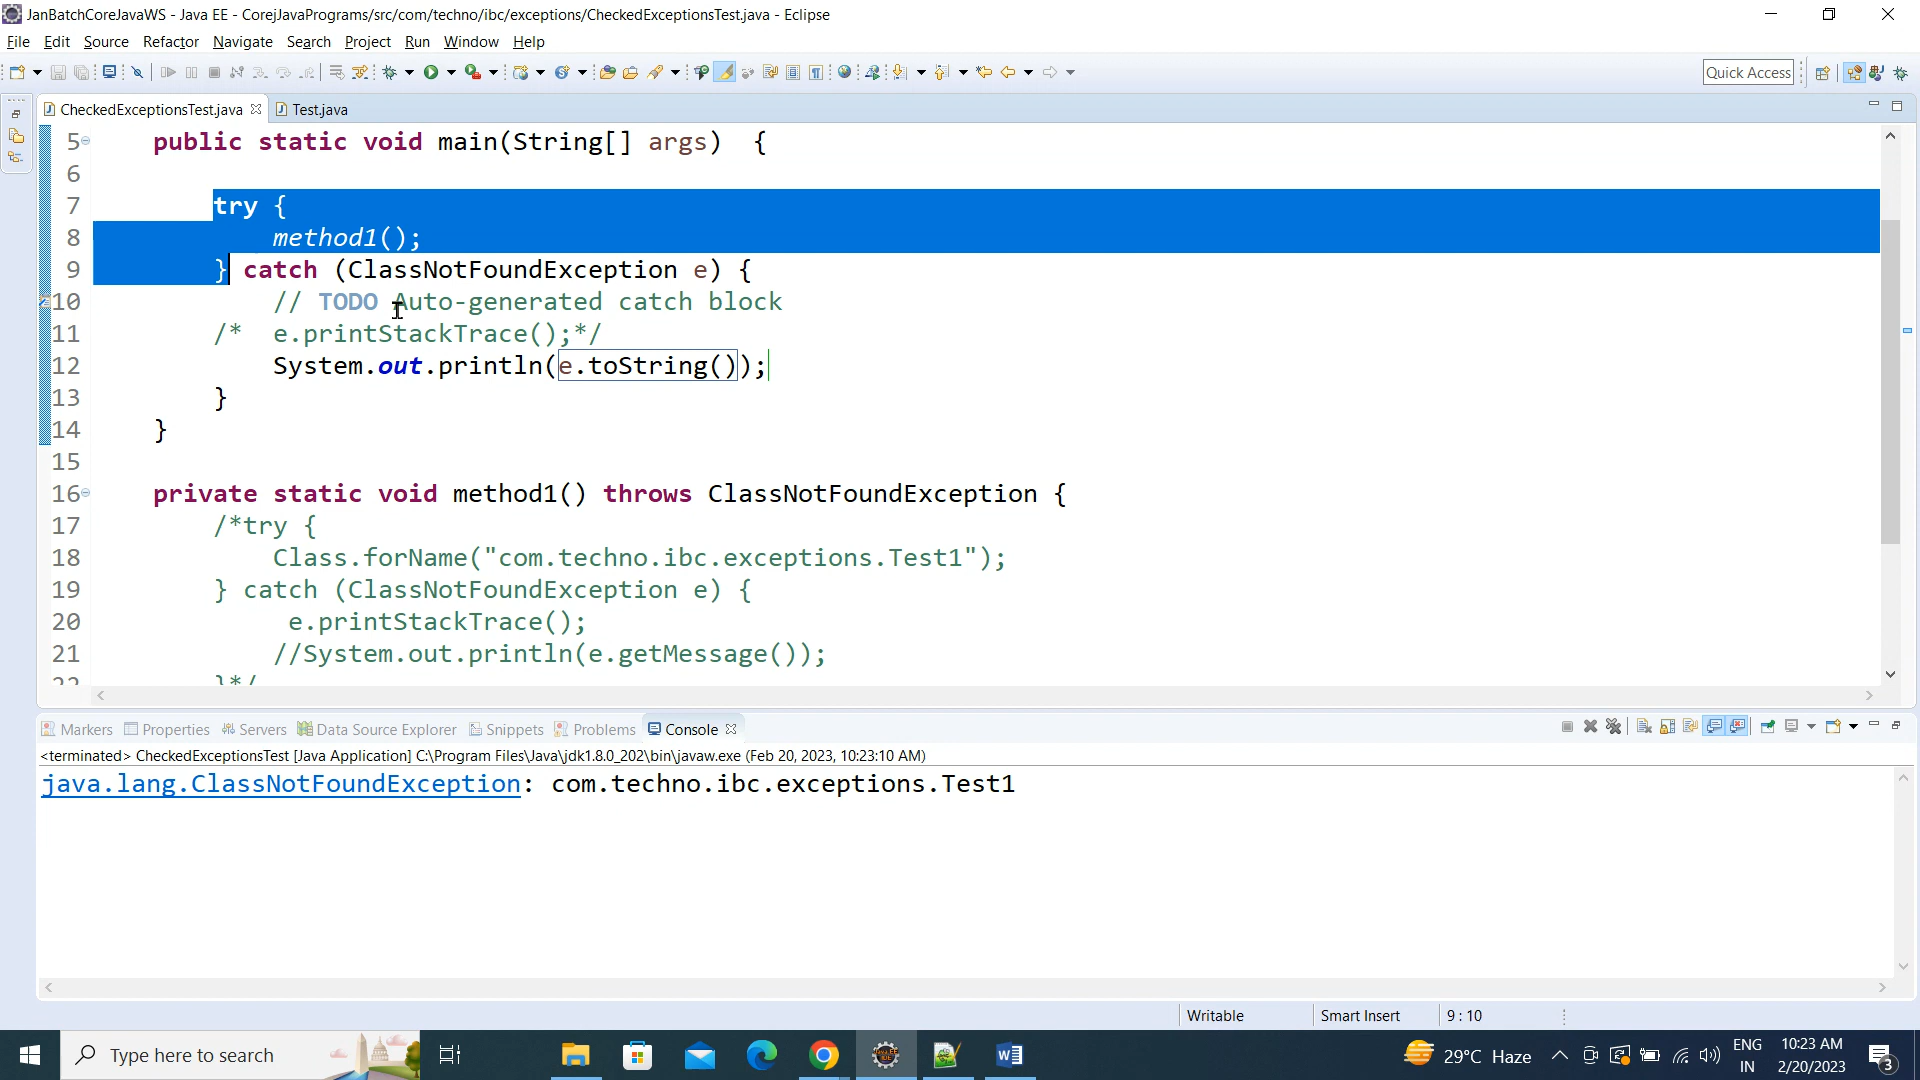 JanBatchCoreJavaWS - Java EE - CorejJavaPrograms/src/com/techno/ibc/exceptions/CheckedExceptionsTest.java - Eclipse
File Edit Source Refactor Navigate Search Project Run Window Help
Quick Access
CheckedExceptionsTest.java Test.java
5 public static void main(String[] args) {
6
7 try {
8 method1();
9 } catch (ClassNotFoundException e) {
10 // TODO Auto-generated catch block
11 /* e.printStackTrace();*/
12 System.out.println(e.toString());
13 }
14 }
15
16 private static void method1() throws ClassNotFoundException {
17 /*try {
18 Class.forName("com.techno.ibc.exceptions.Test1");
19 } catch (ClassNotFoundException e) {
20 e.printStackTrace();
21 //System.out.println(e.getMessage());
22 }*/
Markers Properties Servers Data Source Explorer Snippets Problems Console
<terminated> CheckedExceptionsTest [Java Application] C:\Program Files\Java\jdk1.8.0_202\bin\javaw.exe (Feb 20, 2023, 10:23:10 AM)
java.lang.ClassNotFoundException: com.techno.ibc.exceptions.Test1
Writable Smart Insert 9 : 10
Type here to search 29°C Haze ENG 10:23 AM
IN 2/20/2023 3